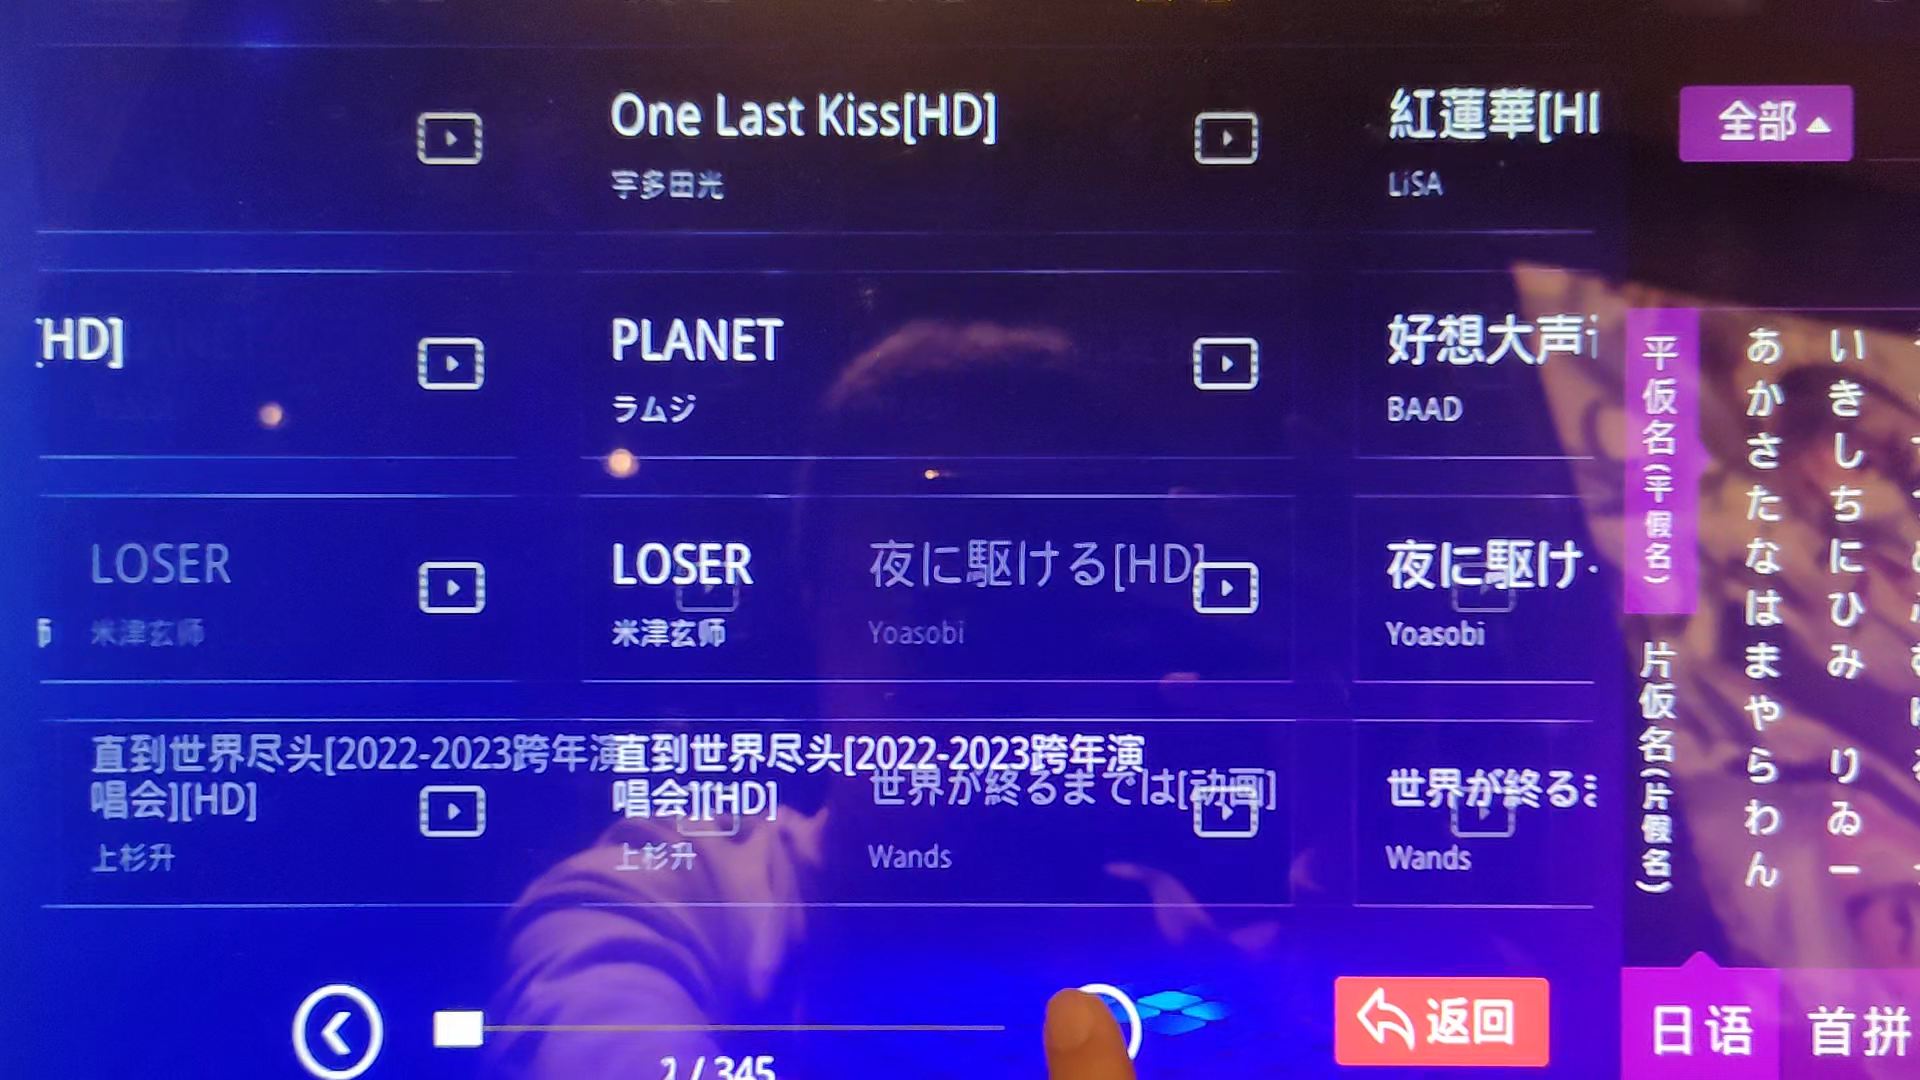 One Last Kiss[HD]
宇多田光
紅蓮華[HD
LiSA
全部
[HD]
PLANET
ラムジ
好想大声
BAAD
LOSER
米津玄师
LOSER
米津玄师
夜に駆ける[HD]
Yoasobi
夜に駆け
Yoasobi
师
直到世界尽头[2022-2023跨年演
唱会][HD]
上杉升
直到世界尽头[2022-2023跨年演
唱会][HD]
上杉升
世界が終るまでは[动画]
Wands
世界が終る
Wands
平仮名(平假名)
片仮名(片假名)
あかさたなはまやらわん
いきしちにひみ りゐー
/ 345
返回
日语
首拼